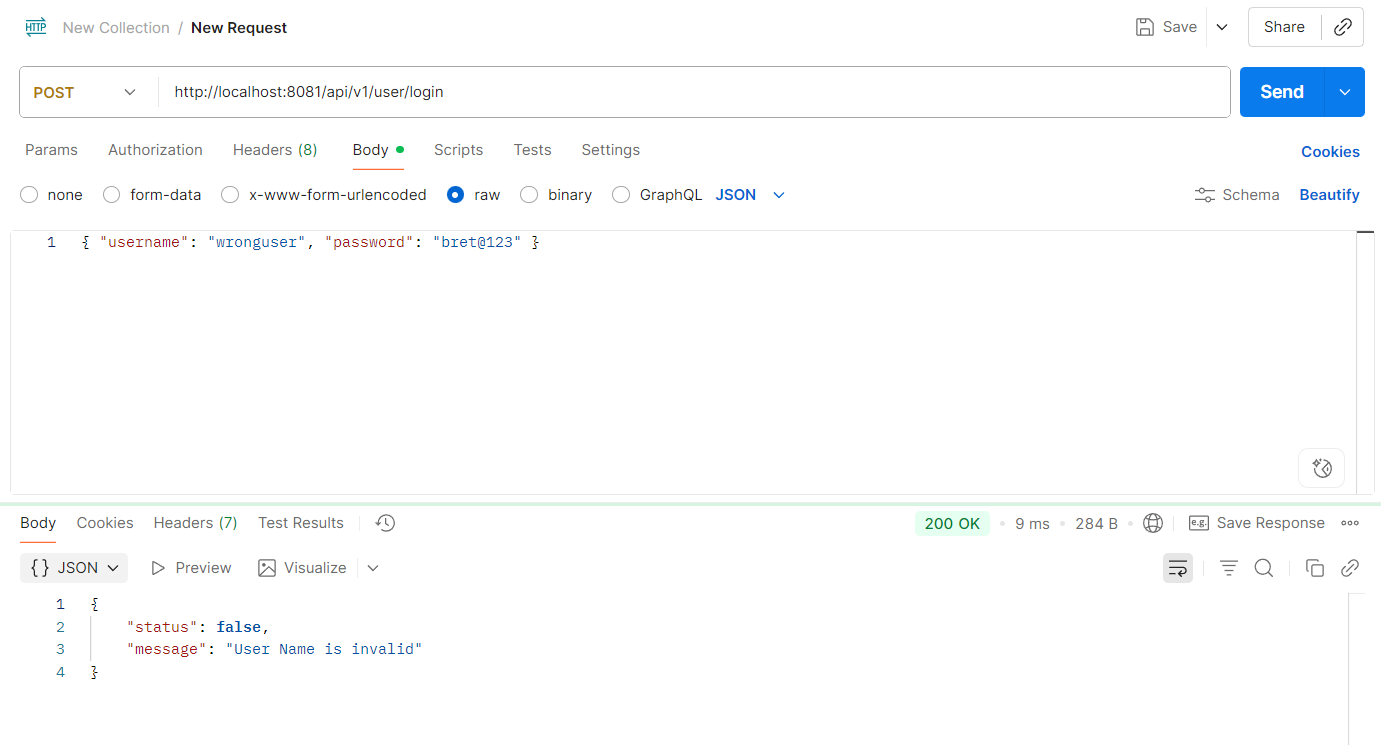 HTTP New Collection / New Request Save Share
POST http://localhost:8081/api/v1/user/login Send
Params Authorization Headers (8) Body Scripts Tests Settings Cookies
none form-data x-www-form-urlencoded raw binary GraphQL JSON Schema Beautify
1 { "username": "wronguser", "password": "bret@123" }
Body Cookies Headers (7) Test Results 200 OK 9 ms 284 B e.g. Save Response
{} JSON Preview Visualize
1 {
2 "status": false,
3 "message": "User Name is invalid"
4 }